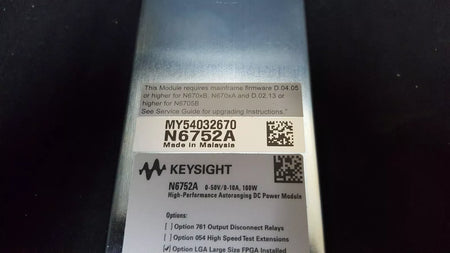 This Module requires mainframe firmware D.04.05
or higher for N670xB, N670xA and D.02.13 or
higher for N6705B
See Service Guide for upgrading Instructions."
MY54032670
N6752A
Made in Malaysia
KEYSIGHT
N6752A 0-50V/0-10A, 100W
High-Performance Autoranging DC Power Module
Options:
[ ] Option 761 Output Disconnect Relays
[ ] Option 054 High Speed Test Extensions
[✓] Option LGA Large Size FPGA Installed